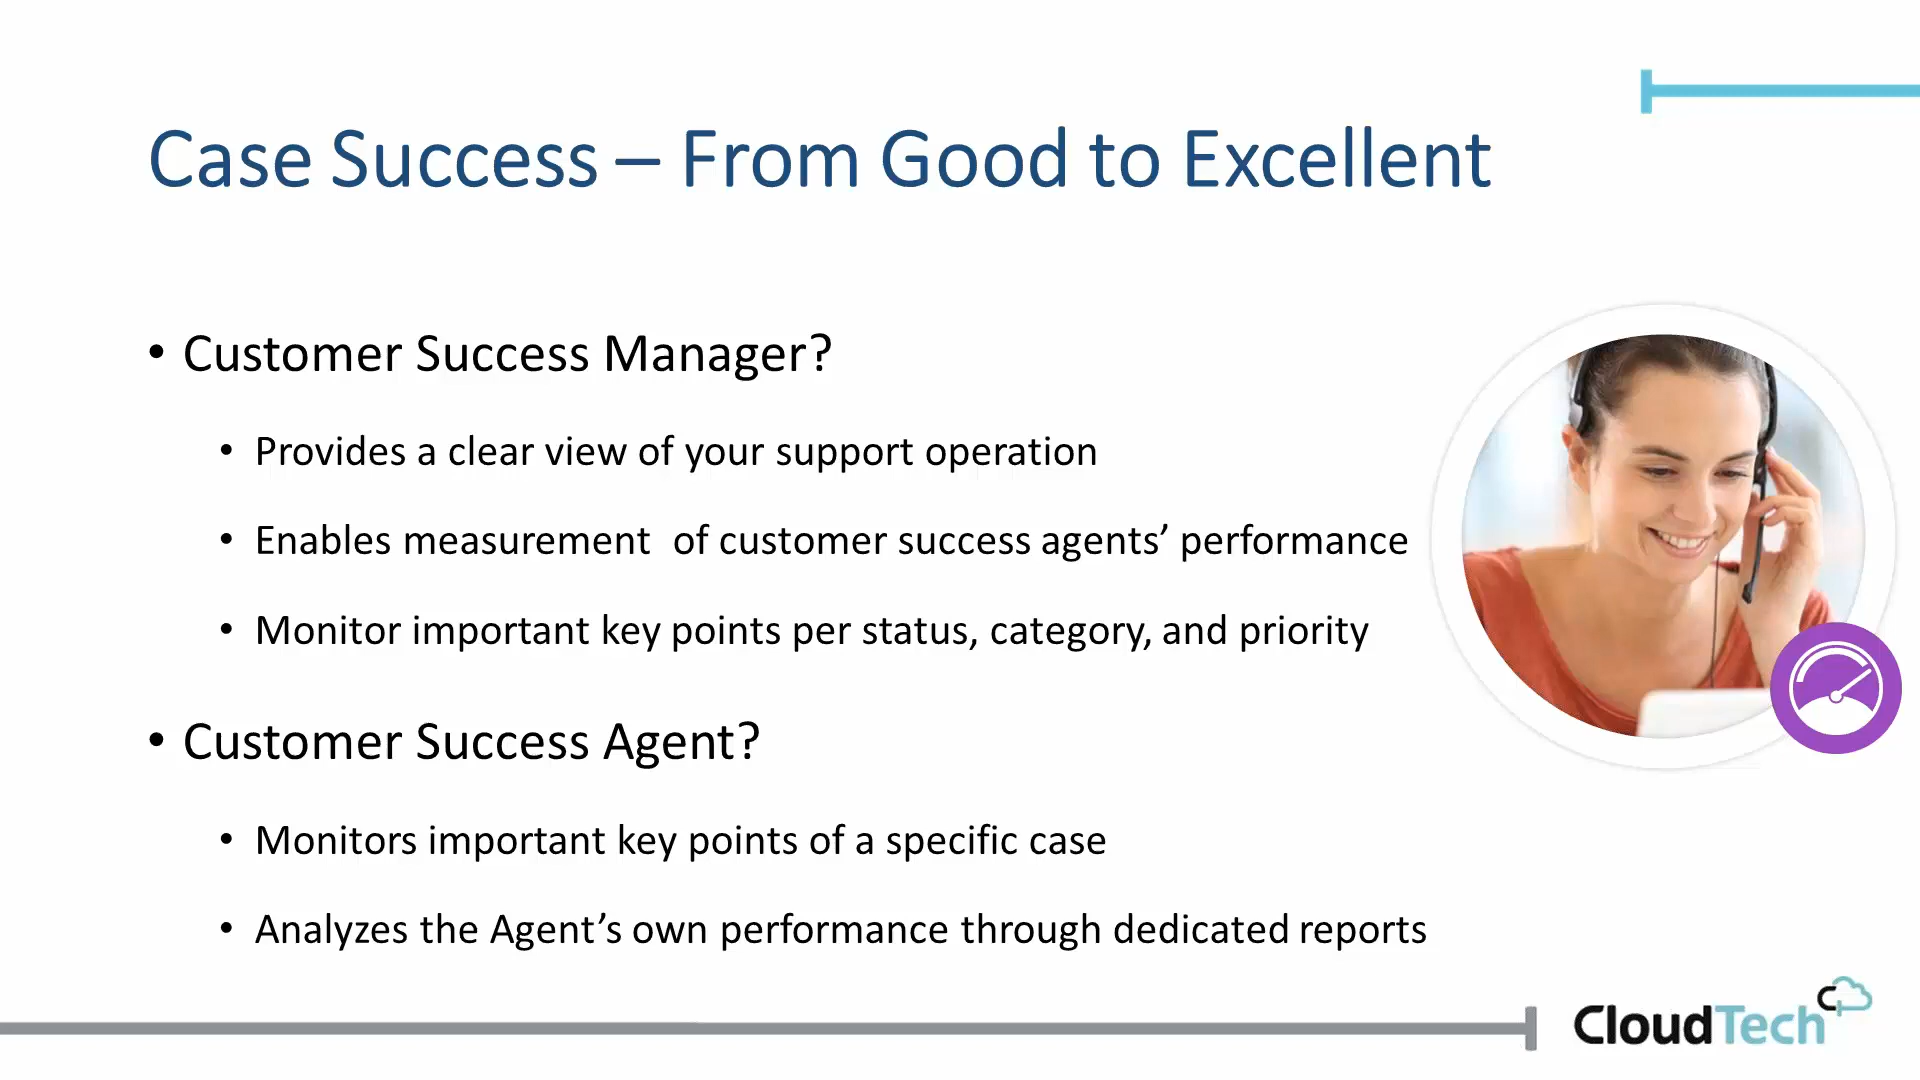 Case Success – From Good to Excellent
• Customer Success Manager?
• Provides a clear view of your support operation
• Enables measurement  of customer success agents’ performance
• Monitor important key points per status, category, and priority
• Customer Success Agent?
• Monitors important key points of a specific case
• Analyzes the Agent’s own performance through dedicated reports
CloudTech